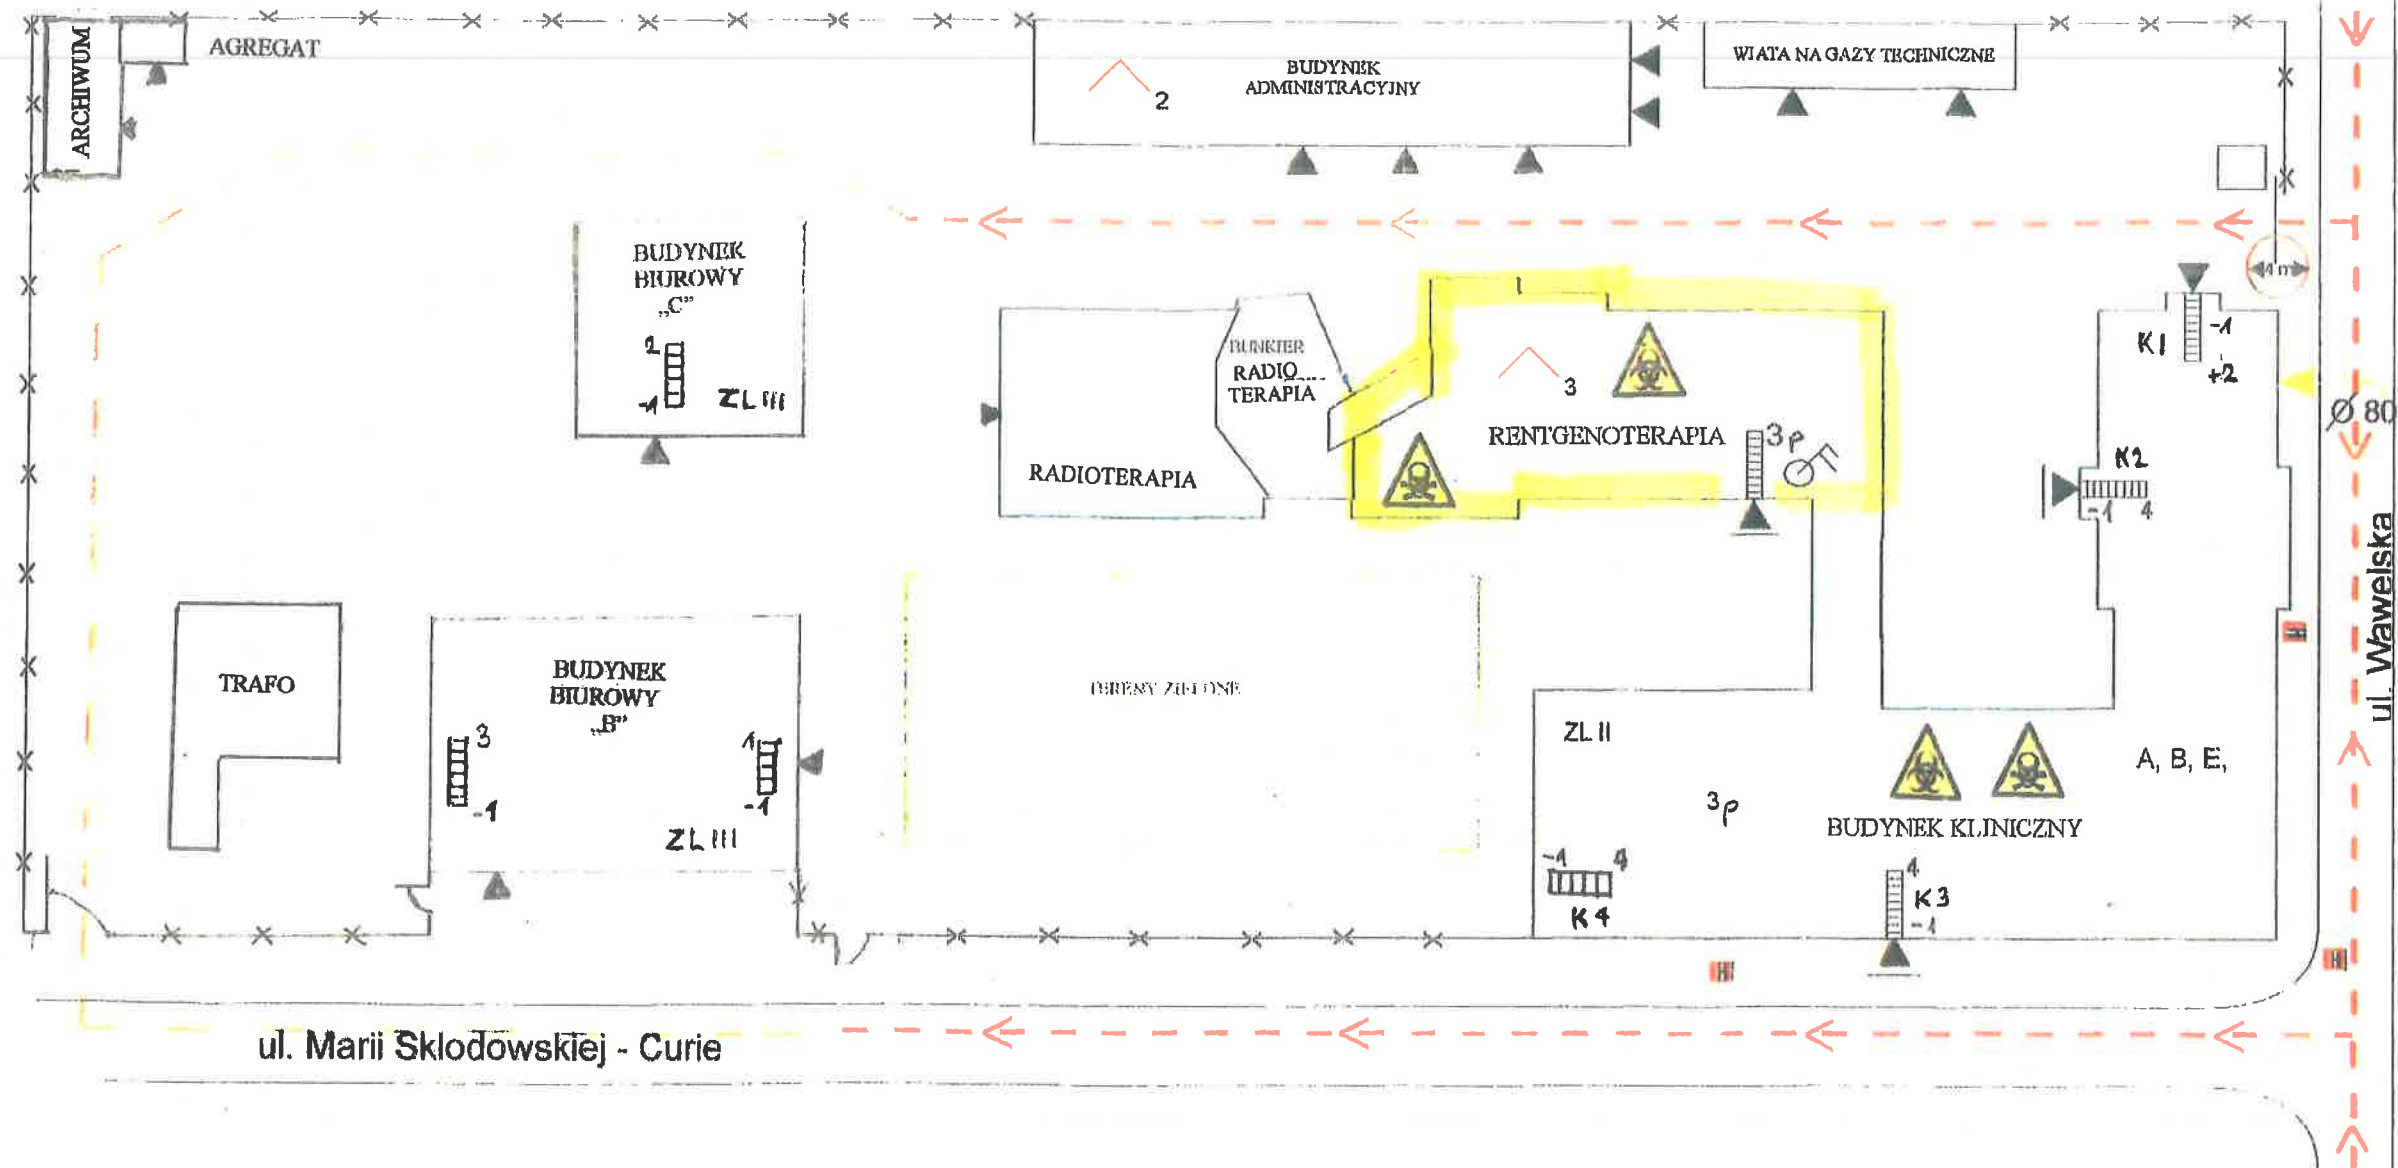 ARCHIWUM
AGREGAT
2
BUDYNEK
ADMINISTRACYJNY
WIATA NA GAZY TECHNICZNE
BUDYNEK
BIUROWY
„C”
2
-1
ZL III
BUNKIER
RADIO
TERAPIA
RADIOTERAPIA
3
RENTGENOTERAPIA
3p
K1
-1
+2
Ø 80
K2
-1 4
ul. Wawelska
TRAFO
BUDYNEK
BIUROWY
„B”
3
-1
1
-1
ZL III
TERENY ZIELONE
ZL II
3p
A, B, E,
BUDYNEK KLINICZNY
-1 4
K4
4
K3
-1
H
H
H
ul. Marii Sklodowskiej - Curie